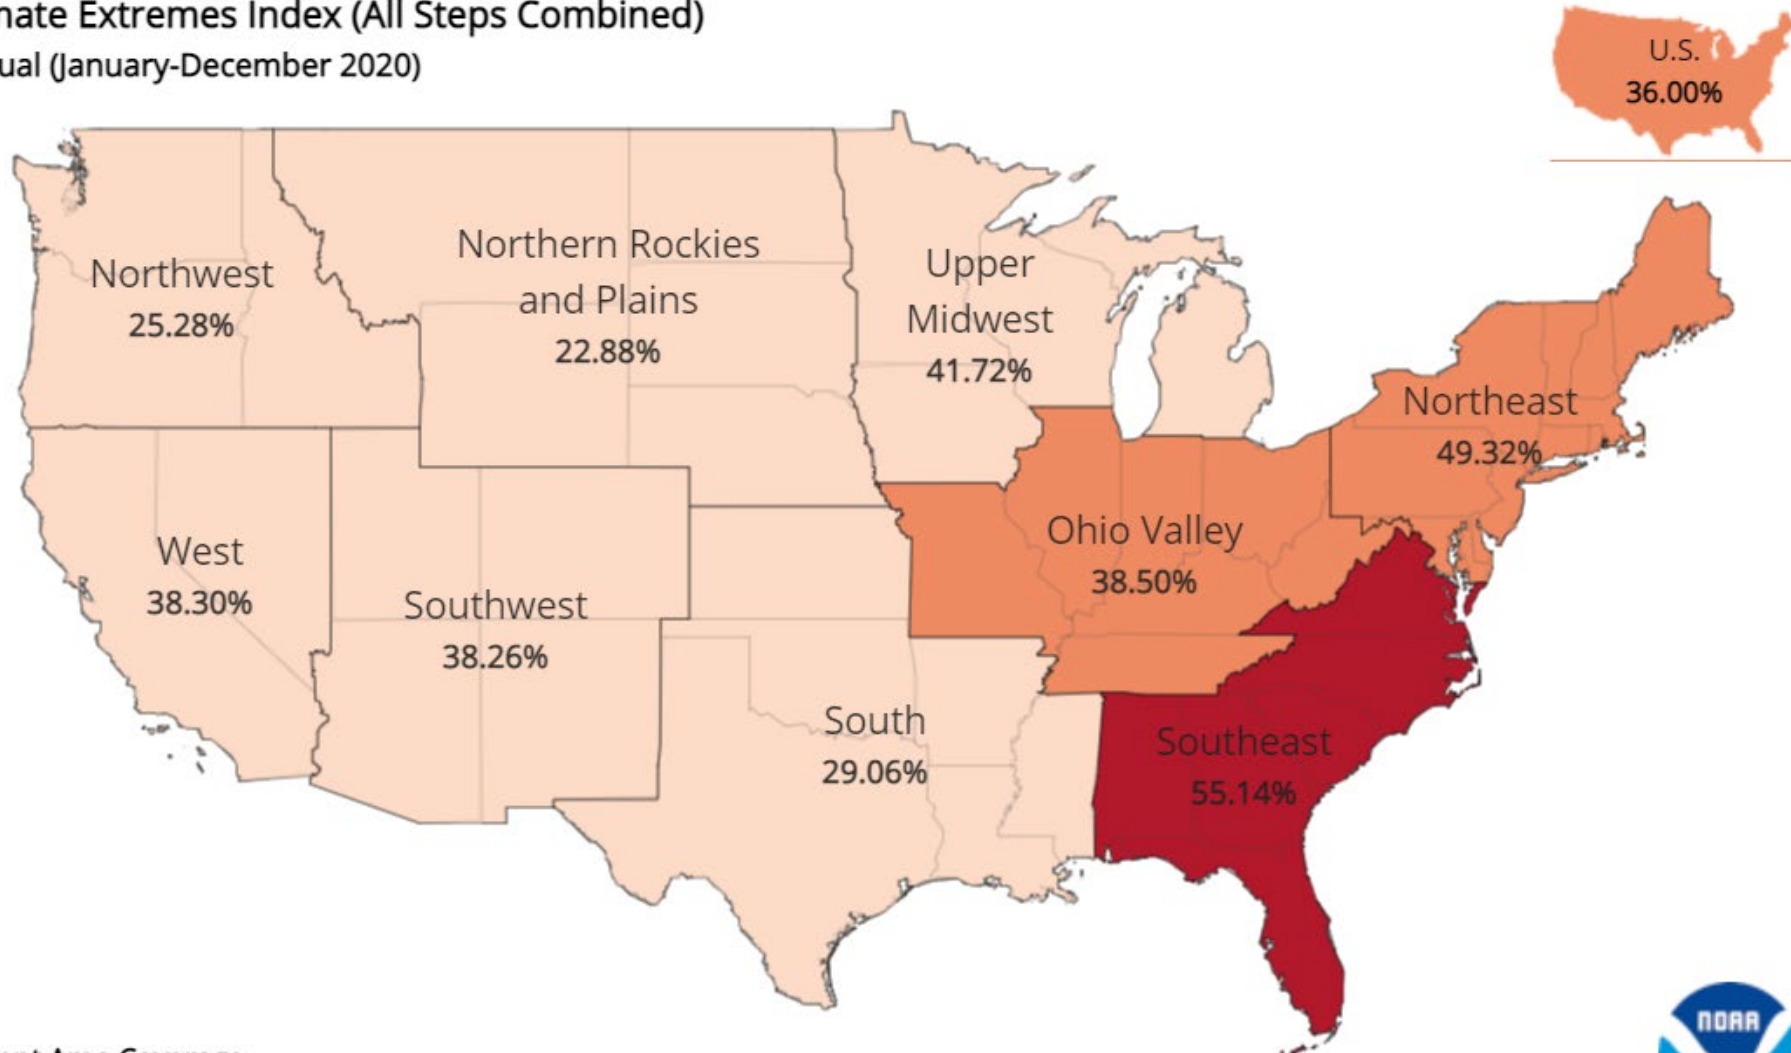 mate Extremes Index (All Steps Combined)
ual (January-December 2020)
U.S.
36.00%
Northwest
25.28%
Northern Rockies
and Plains
22.88%
Upper
Midwest
41.72%
Northeast
49.32%
Ohio Valley
38.50%
West
38.30%
Southwest
38.26%
South
29.06%
Southeast
55.14%
NOAA